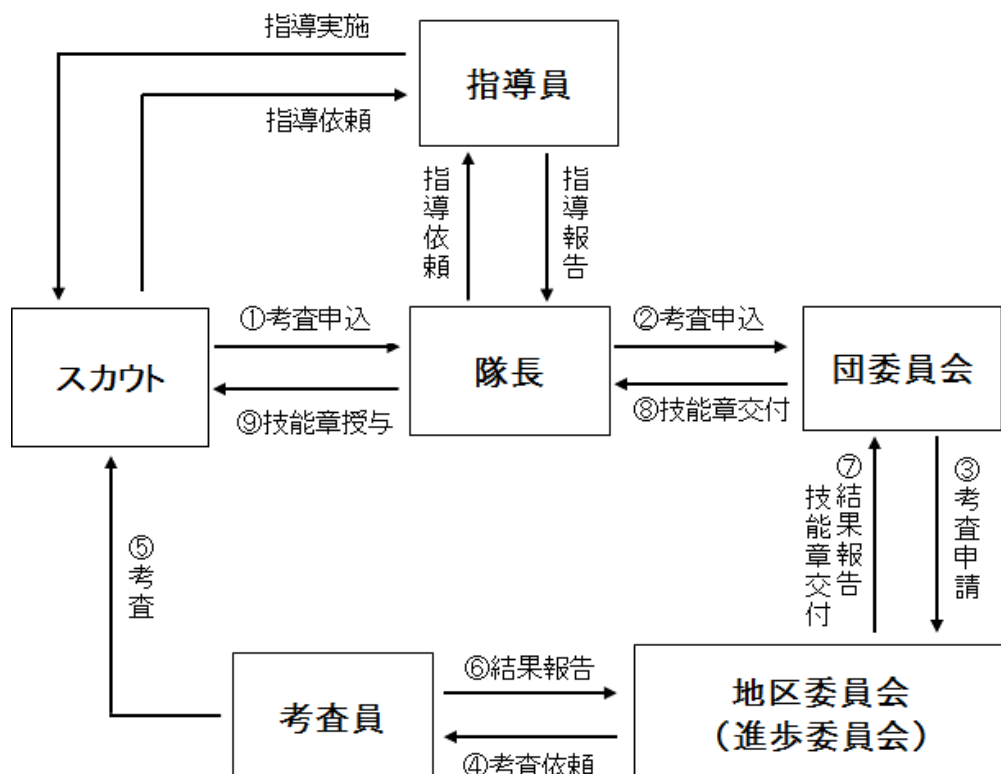 指導実施
指導員
指導依頼
指導依頼
指導報告
①考査申込
②考査申込
スカウト
隊長
団委員会
⑨技能章授与
⑧技能章交付
⑦結果報告
技能章交付
③考査申請
⑤考査
⑥結果報告
考査員
地区委員会
（進歩委員会）
④考査依頼